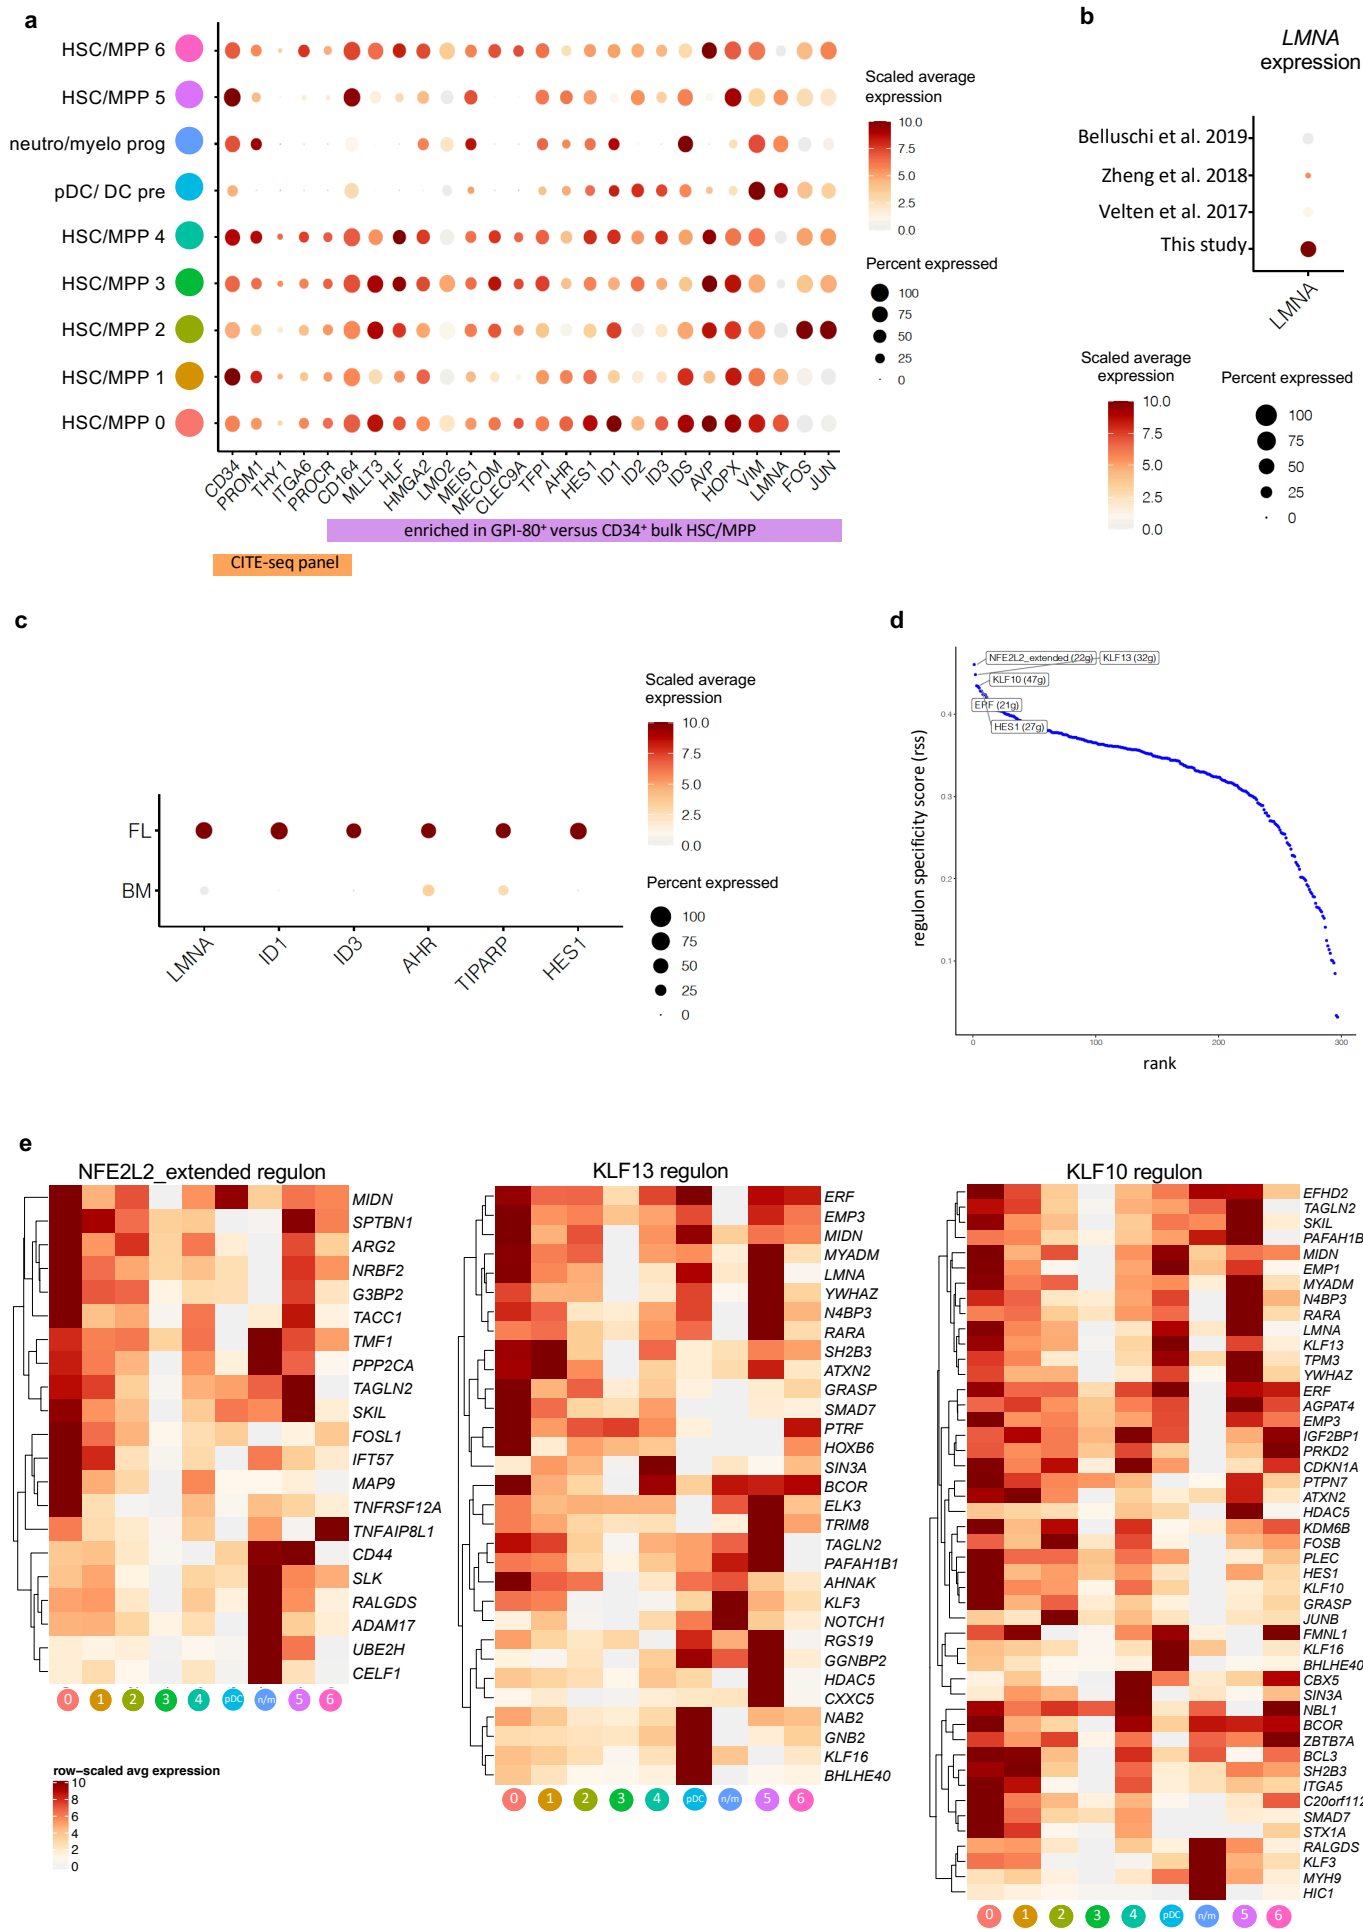 a
HSC/MPP 6
HSC/MPP 5
neutro/myelo prog
pDC/ DC pre
HSC/MPP 4
HSC/MPP 3
HSC/MPP 2
HSC/MPP 1
HSC/MPP 0
CD34
PROM1
THY1
ITGA6
PROCR
CD164
MLLT3
HLF
HMGA2
LMO2
MEIS1
MECOM
CLEC9A
TFPI
AHR
HES1
ID1
ID2
ID3
IDS
AVP
HOPX
VIM
LMNA
FOS
JUN
enriched in GPI-80+ versus CD34+ bulk HSC/MPP
CITE-seq panel
Scaled average
expression
10.0
7.5
5.0
2.5
0.0
Percent expressed
100
75
50
25
0
b
LMNA
expression
Belluschi et al. 2019
Zheng et al. 2018
Velten et al. 2017
This study
LMNA
Scaled average
expression
10.0
7.5
5.0
2.5
0.0
Percent expressed
100
75
50
25
0
c
FL
BM
LMNA
ID1
ID3
AHR
TIPARP
HES1
Scaled average
expression
10.0
7.5
5.0
2.5
0.0
Percent expressed
100
75
50
25
0
d
NFE2L2_extended (22g)
KLF13 (32g)
KLF10 (47g)
ERF (21g)
HES1 (27g)
regulon specificity score (rss)
0.4
0.3
0.2
0.1
0
100
200
300
rank
e
NFE2L2_extended regulon
MIDN
SPTBN1
ARG2
NRBF2
G3BP2
TACC1
TMF1
PPP2CA
TAGLN2
SKIL
FOSL1
IFT57
MAP9
TNFRSF12A
TNFAIP8L1
CD44
SLK
RALGDS
ADAM17
UBE2H
CELF1
0 1 2 3 4 pDC n/m 5 6
row-scaled avg expression
10
8
6
4
2
0
KLF13 regulon
ERF
EMP3
MIDN
MYADM
LMNA
YWHAZ
N4BP3
RARA
SH2B3
ATXN2
GRASP
SMAD7
PTRF
HOXB6
SIN3A
BCOR
ELK3
TRIM8
TAGLN2
PAFAH1B1
AHNAK
KLF3
NOTCH1
RGS19
GGNBP2
HDAC5
CXXC5
NAB2
GNB2
KLF16
BHLHE40
0 1 2 3 4 pDC n/m 5 6
KLF10 regulon
EFHD2
TAGLN2
SKIL
PAFAH1B
MIDN
EMP1
MYADM
N4BP3
RARA
LMNA
KLF13
TPM3
YWHAZ
ERF
AGPAT4
EMP3
IGF2BP1
PRKD2
CDKN1A
PTPN7
ATXN2
HDAC5
KDM6B
FOSB
PLEC
HES1
KLF10
GRASP
JUNB
FMNL1
KLF16
BHLHE40
CBX5
SIN3A
NBL1
BCOR
ZBTB7A
BCL3
SH2B3
ITGA5
C20orf112
SMAD7
STX1A
RALGDS
KLF3
MYH9
HIC1
0 1 2 3 4 pDC n/m 5 6